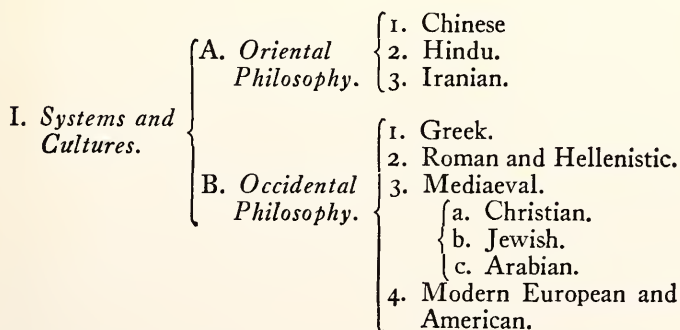 I. Systems and
Cultures.
A. Oriental
Philosophy.
1. Chinese
2. Hindu.
3. Iranian.
B. Occidental
Philosophy.
1. Greek.
2. Roman and Hellenistic.
3. Mediaeval.
a. Christian.
b. Jewish.
c. Arabian.
4. Modern European and
American.